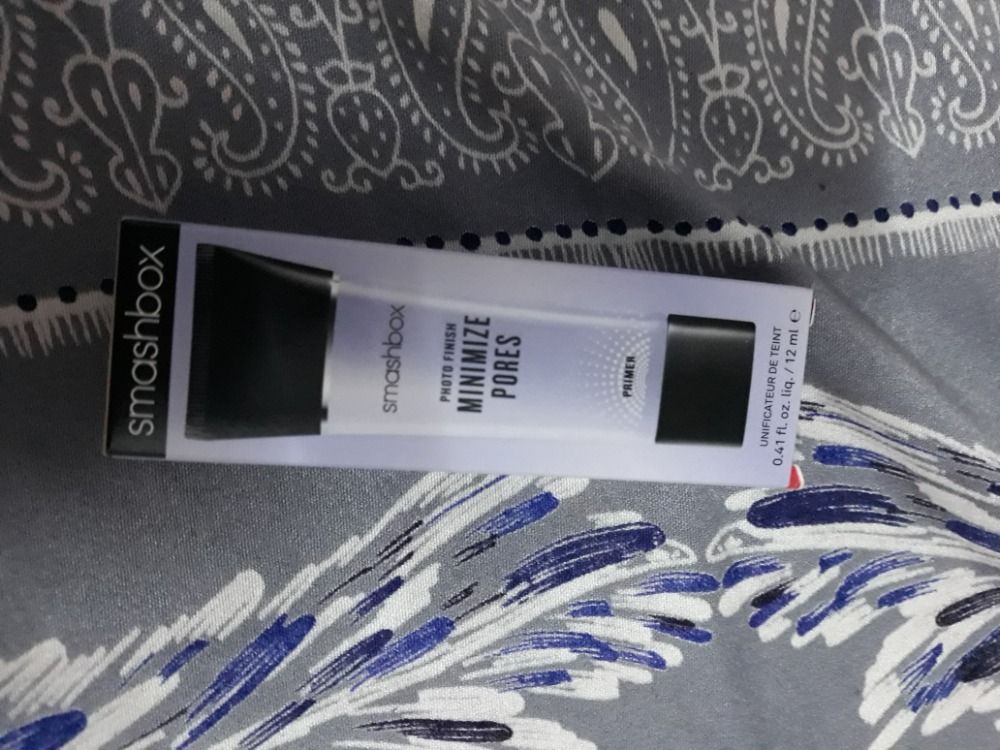 smashbox
smashbox
PHOTO FINISH
MINIMIZE
PORES
PRIMER
UNIFICATEUR DE TEINT
0.41 fl. oz. liq. / 12 ml ℮